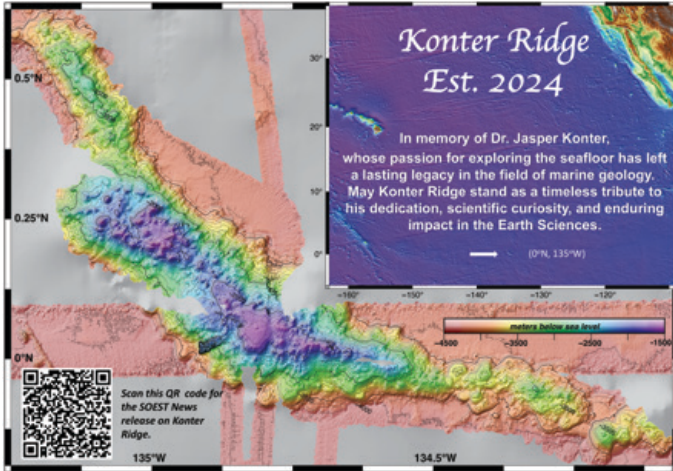 Konter Ridge
Est. 2024
In memory of Dr. Jasper Konter,
whose passion for exploring the seafloor has left
a lasting legacy in the field of marine geology.
May Konter Ridge stand as a timeless tribute to
his dedication, scientific curiosity, and enduring
impact in the Earth Sciences.
(0°N, 135°W)
30°
20°
10°
0°
-160° -150° -140° -130° -120° -110°
0.5°N
0.25°N
0°N
meters below sea level
-4500 -3500 -2500 -1500
Scan this QR code for
the SOEST News
release on Konter
Ridge.
135°W 134.5°W